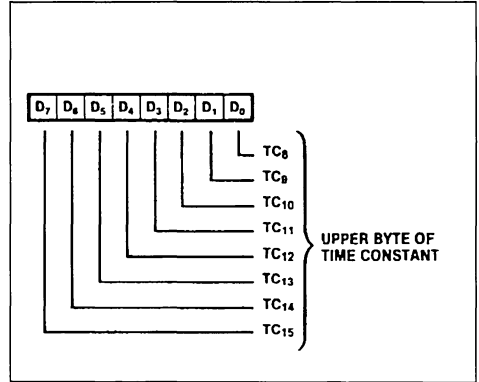 D₇ D₆ D₅ D₄ D₃ D₂ D₁ D₀
TC₈
TC₉
TC₁₀
TC₁₁
TC₁₂
TC₁₃
TC₁₄
TC₁₅
UPPER BYTE OF
TIME CONSTANT